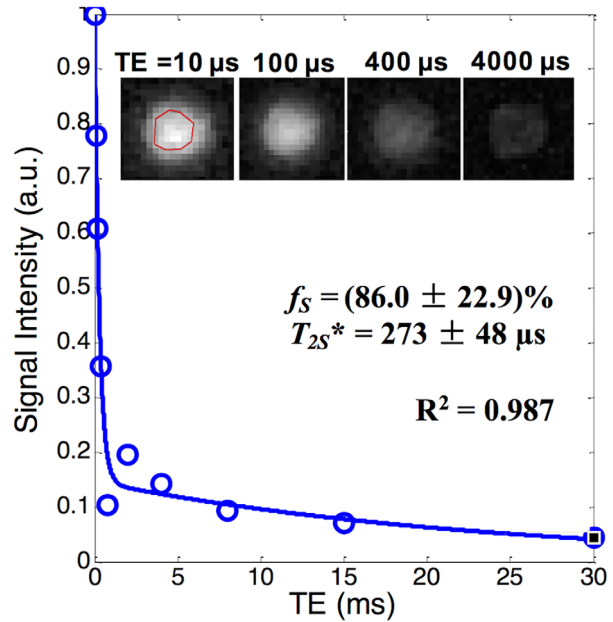 TE =10 µs 100 µs 400 µs 4000 µs
0.9
0.8
0.7
0.6
0.5
0.4
0.3
0.2
0.1
0
Signal Intensity (a.u.)
fS = (86.0 ± 22.9)%
T2S* = 273 ± 48 µs
R² = 0.987
0 5 10 15 20 25 30
TE (ms)